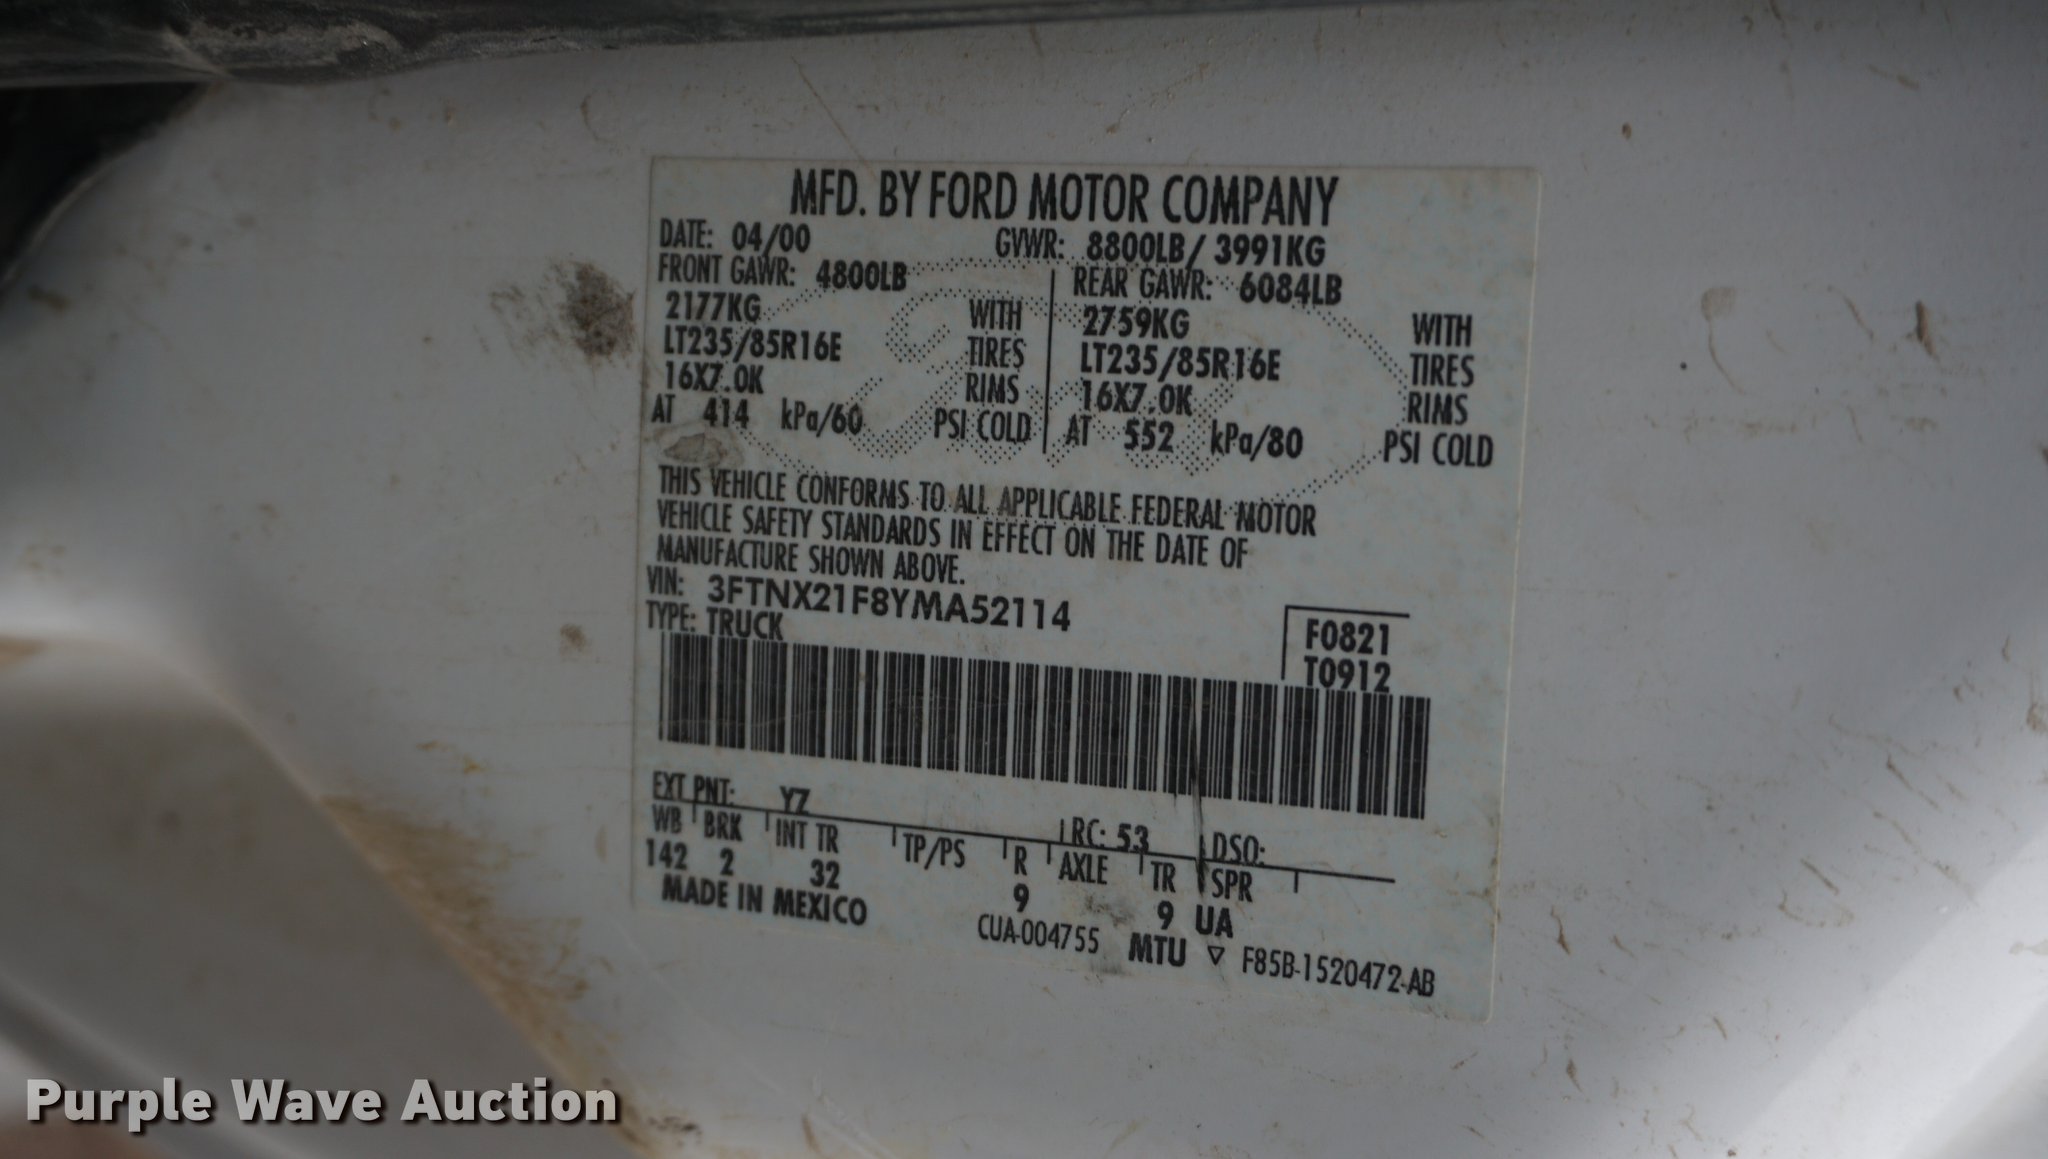 MFD. BY FORD MOTOR COMPANY
DATE: 04/00 GVWR: 8800LB/ 3991KG
FRONT GAWR: 4800LB REAR GAWR: 6084LB
2177KG WITH 2759KG WITH
LT235/85R16E TIRES LT235/85R16E TIRES
16X7.0K RIMS 16X7.0K RIMS
AT 414 kPa/60 PSI COLD AT 552 kPa/80 PSI COLD
THIS VEHICLE CONFORMS TO ALL APPLICABLE FEDERAL MOTOR
VEHICLE SAFETY STANDARDS IN EFFECT ON THE DATE OF
MANUFACTURE SHOWN ABOVE.
VIN: 3FTNX21F8YMA52114
TYPE: TRUCK
F0821
T0912
EXT PNT: Y7 RC: 53 DSO:
WB BRK INT TR TP/PS R AXLE TR SPR
142 2 32 9 9 UA
MADE IN MEXICO CUA-004755 MTU ▽ F85B-1520472-AB
Ford
Purple Wave Auction